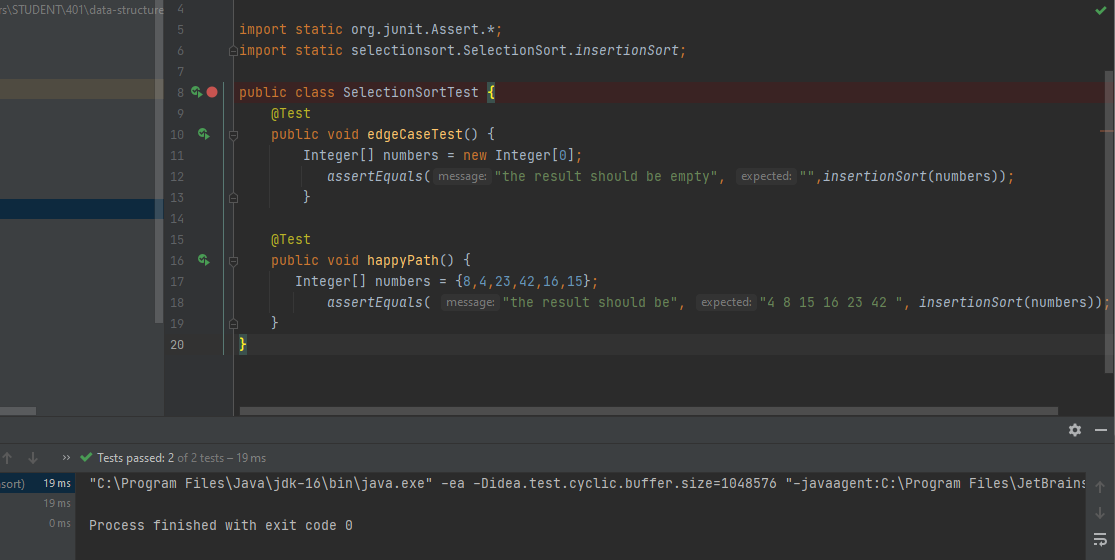 rs\STUDENT\401\data-structure
4
5 import static org.junit.Assert.*;
6 import static selectionsort.SelectionSort.insertionSort;
7
8 public class SelectionSortTest {
9 @Test
10 public void edgeCaseTest() {
11 Integer[] numbers = new Integer[0];
12 assertEquals( message: "the result should be empty", expected: "",insertionSort(numbers));
13 }
14
15 @Test
16 public void happyPath() {
17 Integer[] numbers = {8,4,23,42,16,15};
18 assertEquals( message: "the result should be", expected: "4 8 15 16 23 42 ", insertionSort(numbers));
19 }
20 }
Tests passed: 2 of 2 tests – 19 ms
nsort) 19 ms
19 ms
0 ms
"C:\Program Files\Java\jdk-16\bin\java.exe" -ea -Didea.test.cyclic.buffer.size=1048576 "-javaagent:C:\Program Files\JetBrains
Process finished with exit code 0